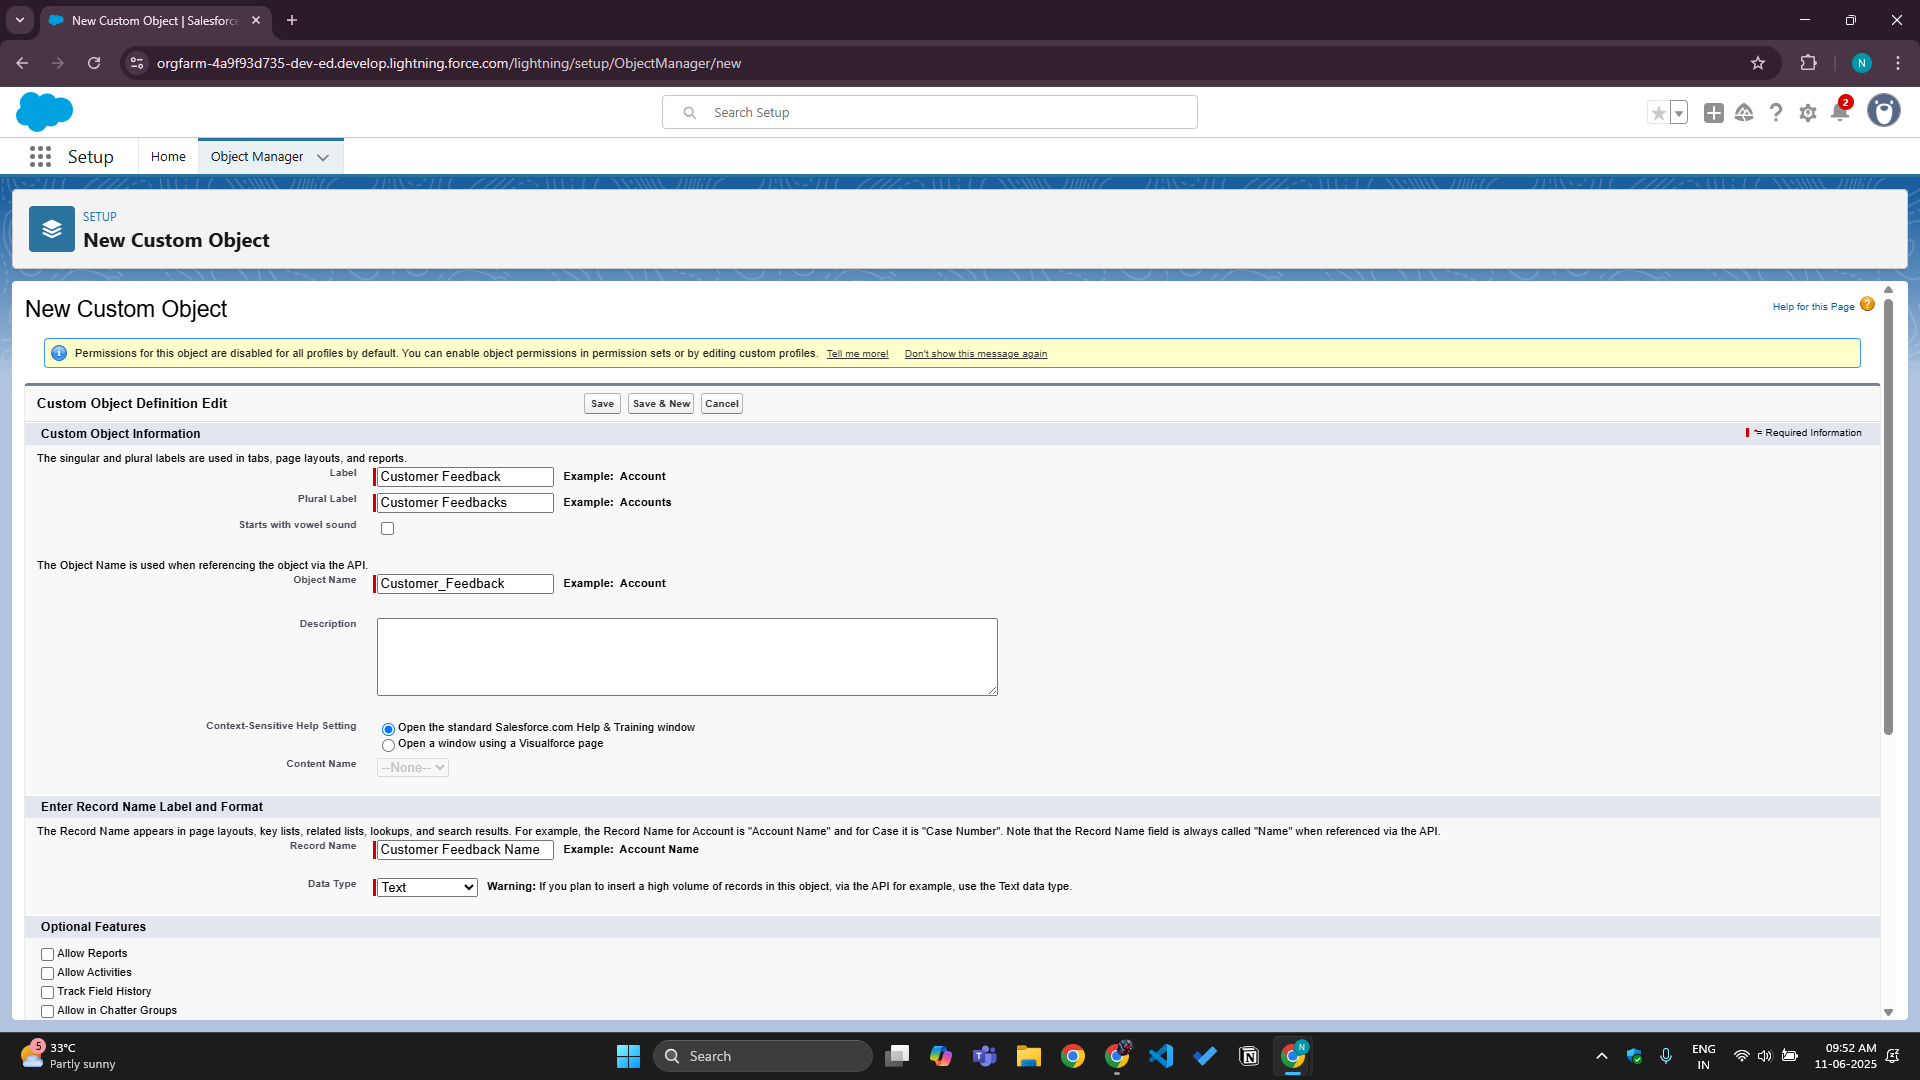 New Custom Object | Salesforce
orgfarm-4a9f93d735-dev-ed.develop.lightning.force.com/lightning/setup/ObjectManager/new
N
Search Setup
2
Setup
Home
Object Manager
SETUP
New Custom Object
New Custom Object
Help for this Page ?
Permissions for this object are disabled for all profiles by default. You can enable object permissions in permission sets or by editing custom profiles. Tell me more! Don't show this message again
Custom Object Definition Edit
Save
Save & New
Cancel
Custom Object Information
= Required Information
The singular and plural labels are used in tabs, page layouts, and reports.
Label
Customer Feedback
Example: Account
Plural Label
Customer Feedbacks
Example: Accounts
Starts with vowel sound
The Object Name is used when referencing the object via the API.
Object Name
Customer_Feedback
Example: Account
Description
Context-Sensitive Help Setting
Open the standard Salesforce.com Help & Training window
Open a window using a Visualforce page
Content Name
--None--
Enter Record Name Label and Format
The Record Name appears in page layouts, key lists, related lists, lookups, and search results. For example, the Record Name for Account is "Account Name" and for Case it is "Case Number". Note that the Record Name field is always called "Name" when referenced via the API.
Record Name
Customer Feedback Name
Example: Account Name
Data Type
Text
Warning: If you plan to insert a high volume of records in this object, via the API for example, use the Text data type.
Optional Features
Allow Reports
Allow Activities
Track Field History
Allow in Chatter Groups
5
33°C
Partly sunny
Search
N
ENG
IN
09:52 AM
11-06-2025